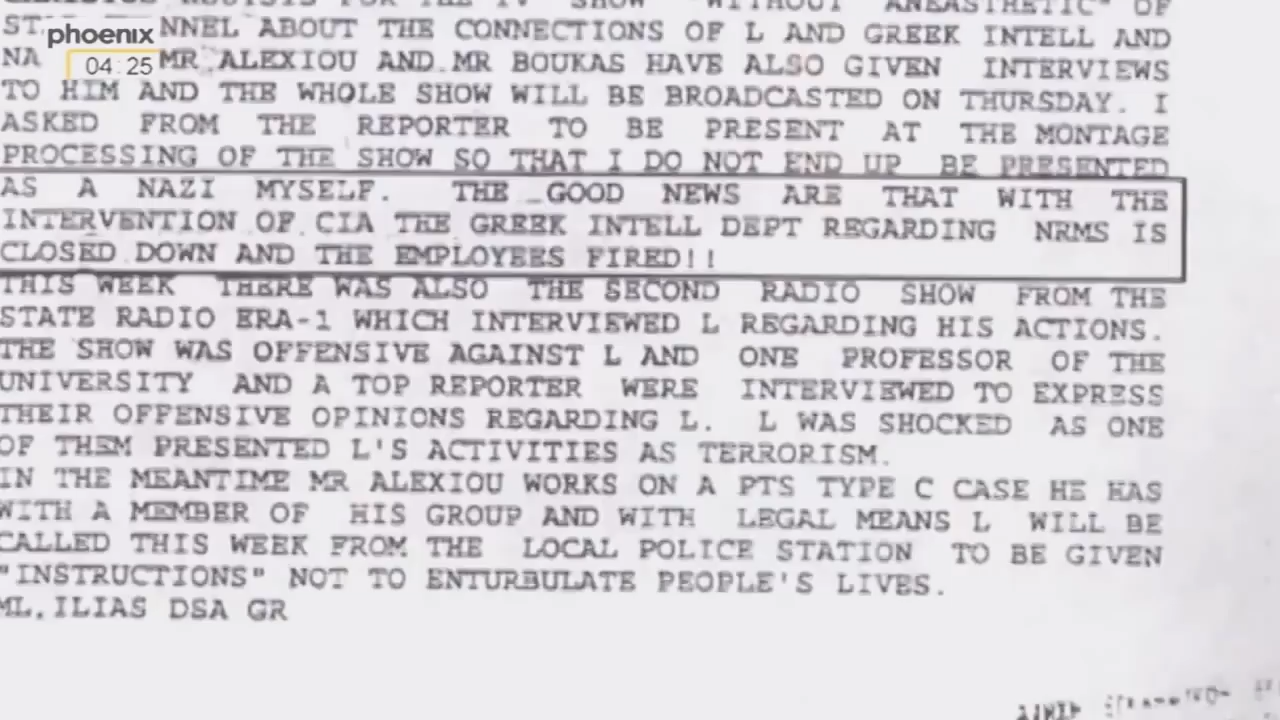 FOR THE TV SHOW "WITHOUT ANEASTHETIC" OF
phoenix
ST NNEL ABOUT THE CONNECTIONS OF L AND GREEK INTELL AND
04:25
NA MR ALEXIOU AND MR BOUKAS HAVE ALSO GIVEN INTERVIEWS
TO HIM AND THE WHOLE SHOW WILL BE BROADCASTED ON THURSDAY. I
ASKED FROM THE REPORTER TO BE PRESENT AT THE MONTAGE
PROCESSING OF THE SHOW SO THAT I DO NOT END UP BE PRESENTED
AS A NAZI MYSELF. THE GOOD NEWS ARE THAT WITH THE
INTERVENTION OF CIA THE GREEK INTELL DEPT REGARDING NRMS IS
CLOSED DOWN AND THE EMPLOYEES FIRED!!
THIS WEEK THERE WAS ALSO THE SECOND RADIO SHOW FROM THE
STATE RADIO ERA-1 WHICH INTERVIEWED L REGARDING HIS ACTIONS.
THE SHOW WAS OFFENSIVE AGAINST L AND ONE PROFESSOR OF THE
UNIVERSITY AND A TOP REPORTER WERE INTERVIEWED TO EXPRESS
THEIR OFFENSIVE OPINIONS REGARDING L. L WAS SHOCKED AS ONE
OF THEM PRESENTED L'S ACTIVITIES AS TERRORISM.
IN THE MEANTIME MR ALEXIOU WORKS ON A PTS TYPE C CASE HE HAS
WITH A MEMBER OF HIS GROUP AND WITH LEGAL MEANS L WILL BE
CALLED THIS WEEK FROM THE LOCAL POLICE STATION TO BE GIVEN
"INSTRUCTIONS" NOT TO ENTURBULATE PEOPLE'S LIVES.
ML, ILIAS DSA GR